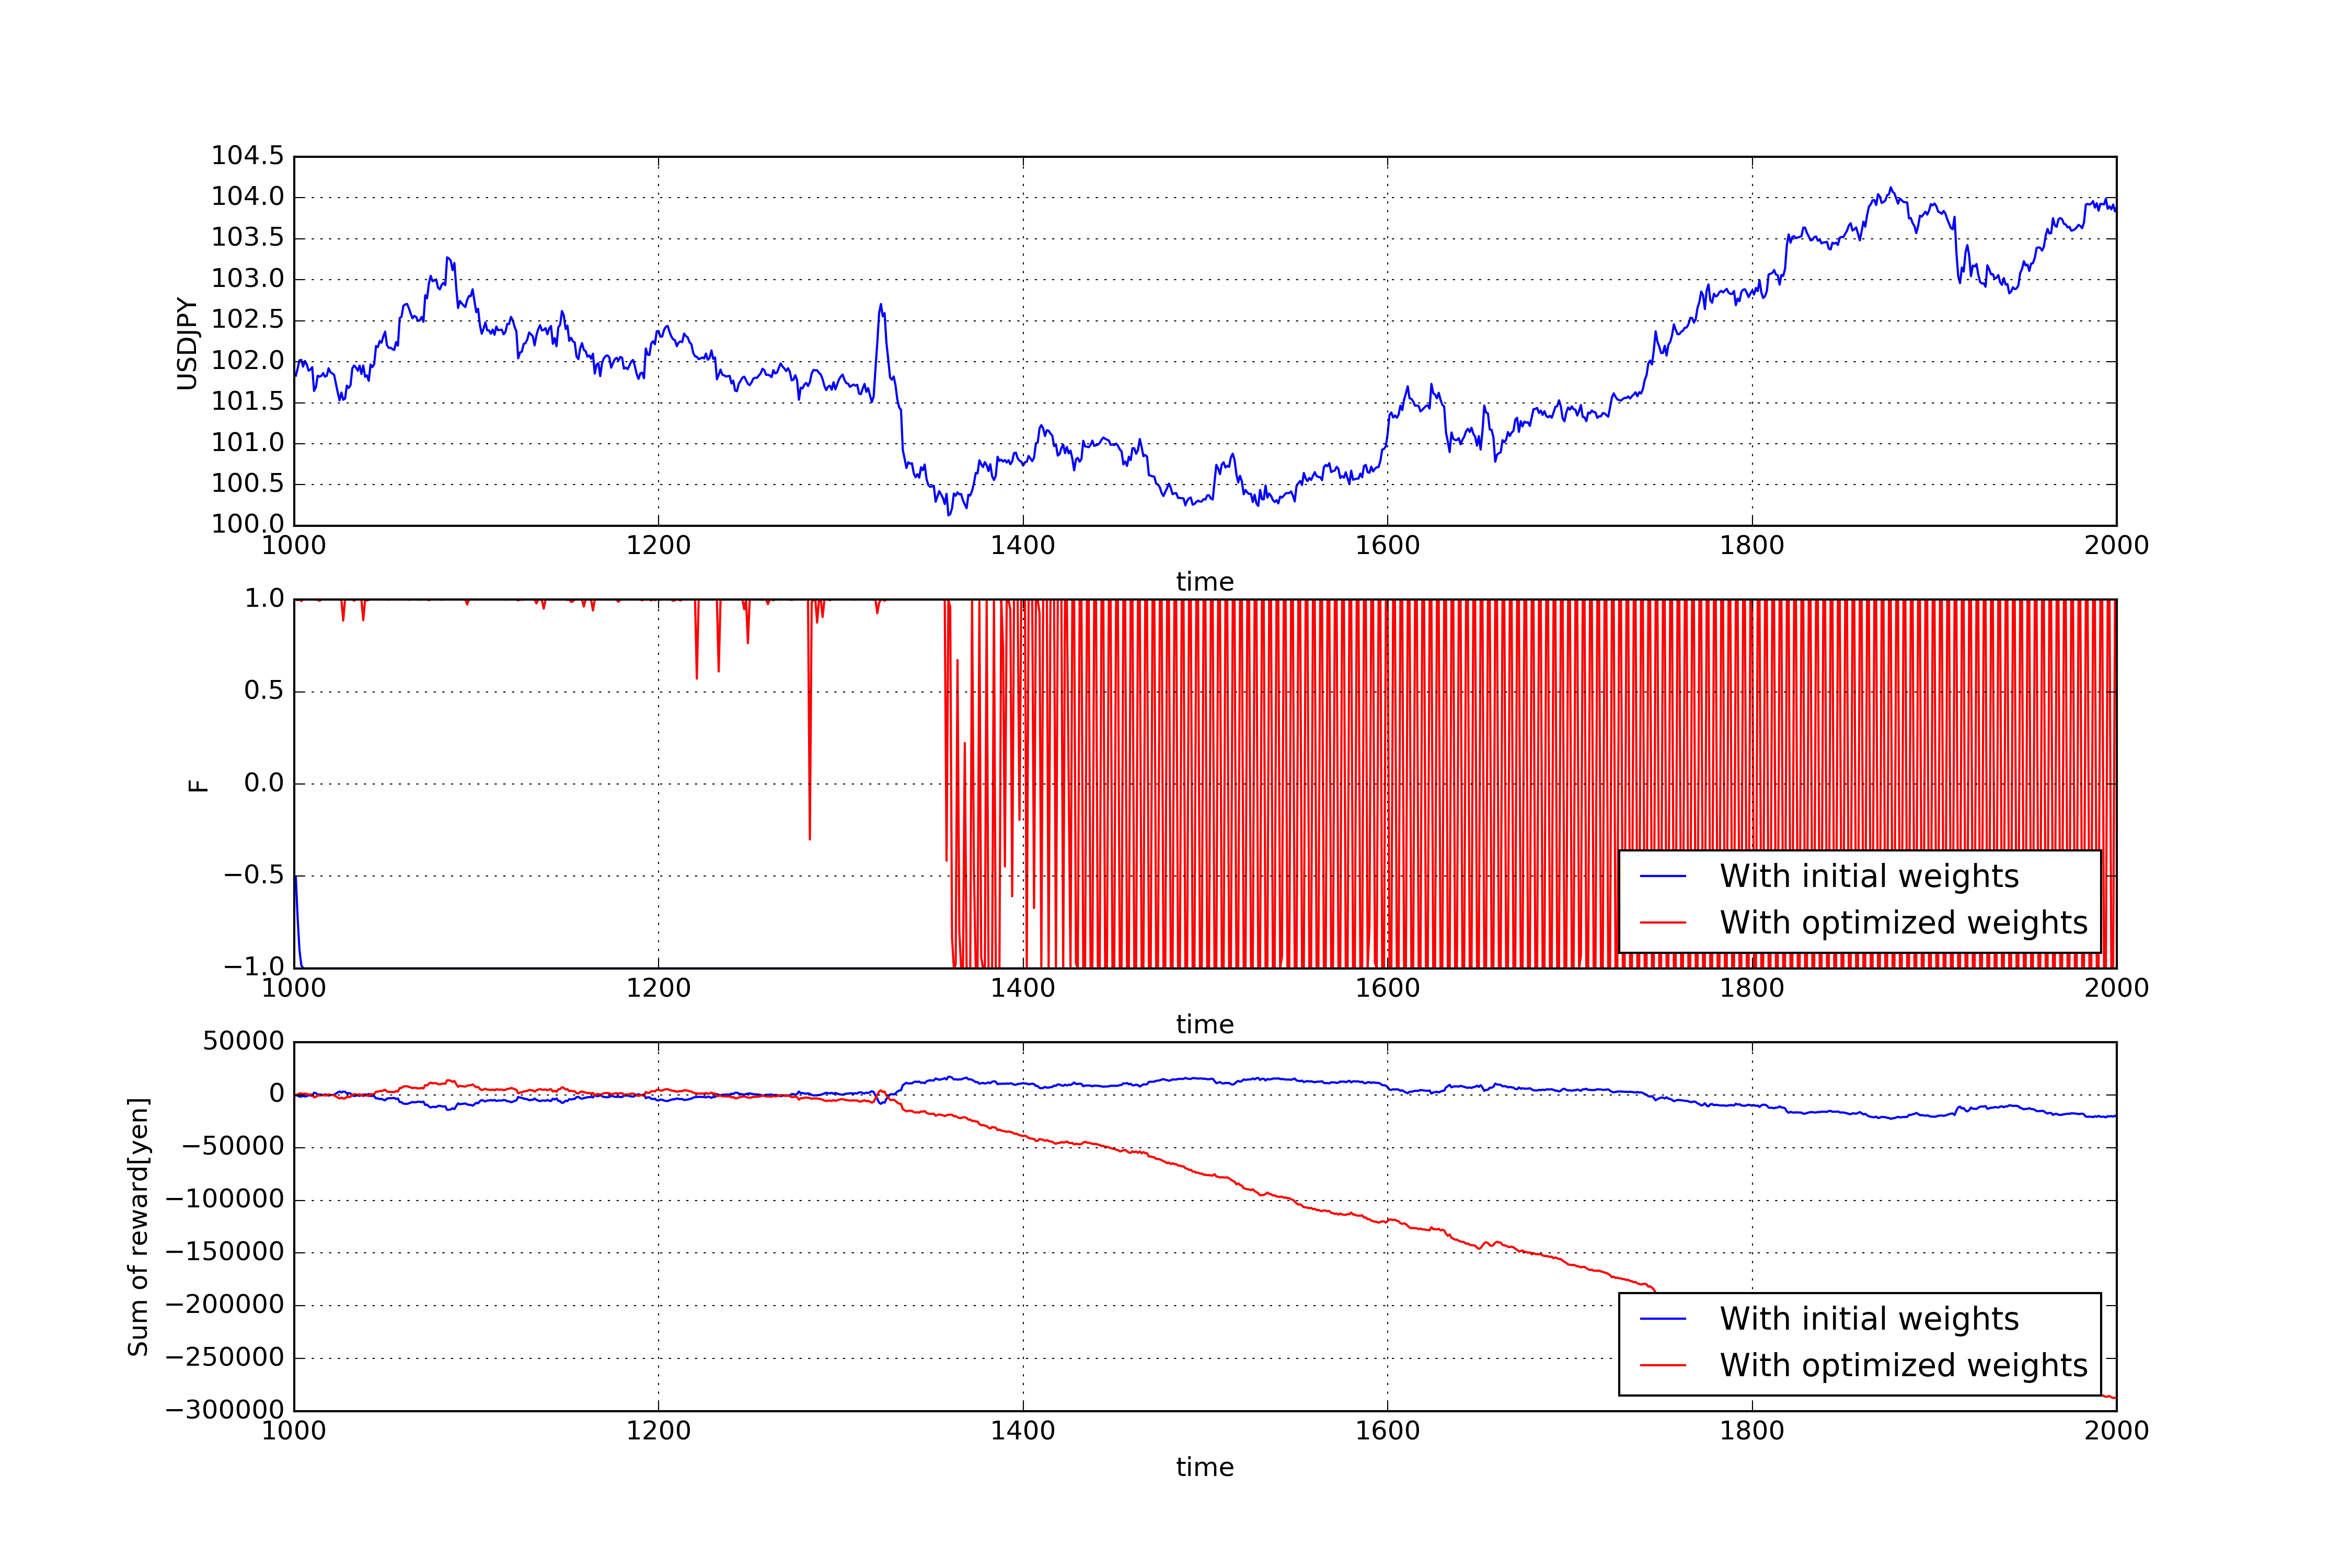 104.5
104.0
103.5
103.0
102.5
102.0
101.5
101.0
100.5
100.0
USDJPY
1000 1200 1400 1600 1800 2000
time
1.0
0.5
0.0
−0.5
−1.0
F
With initial weights
With optimized weights
1000 1200 1400 1600 1800 2000
time
50000
0
−50000
−100000
−150000
−200000
−250000
−300000
Sum of reward[yen]
With initial weights
With optimized weights
1000 1200 1400 1600 1800 2000
time